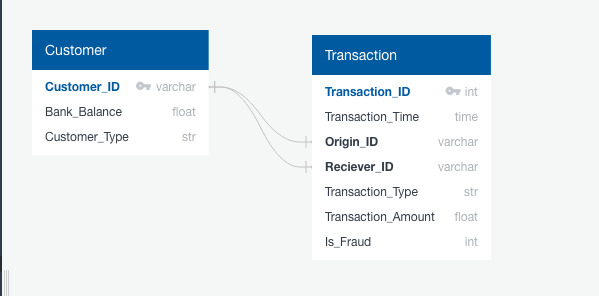 Customer
Customer_ID varchar
Bank_Balance float
Customer_Type str
Transaction
Transaction_ID int
Transaction_Time time
Origin_ID varchar
Reciever_ID varchar
Transaction_Type str
Transaction_Amount float
Is_Fraud int